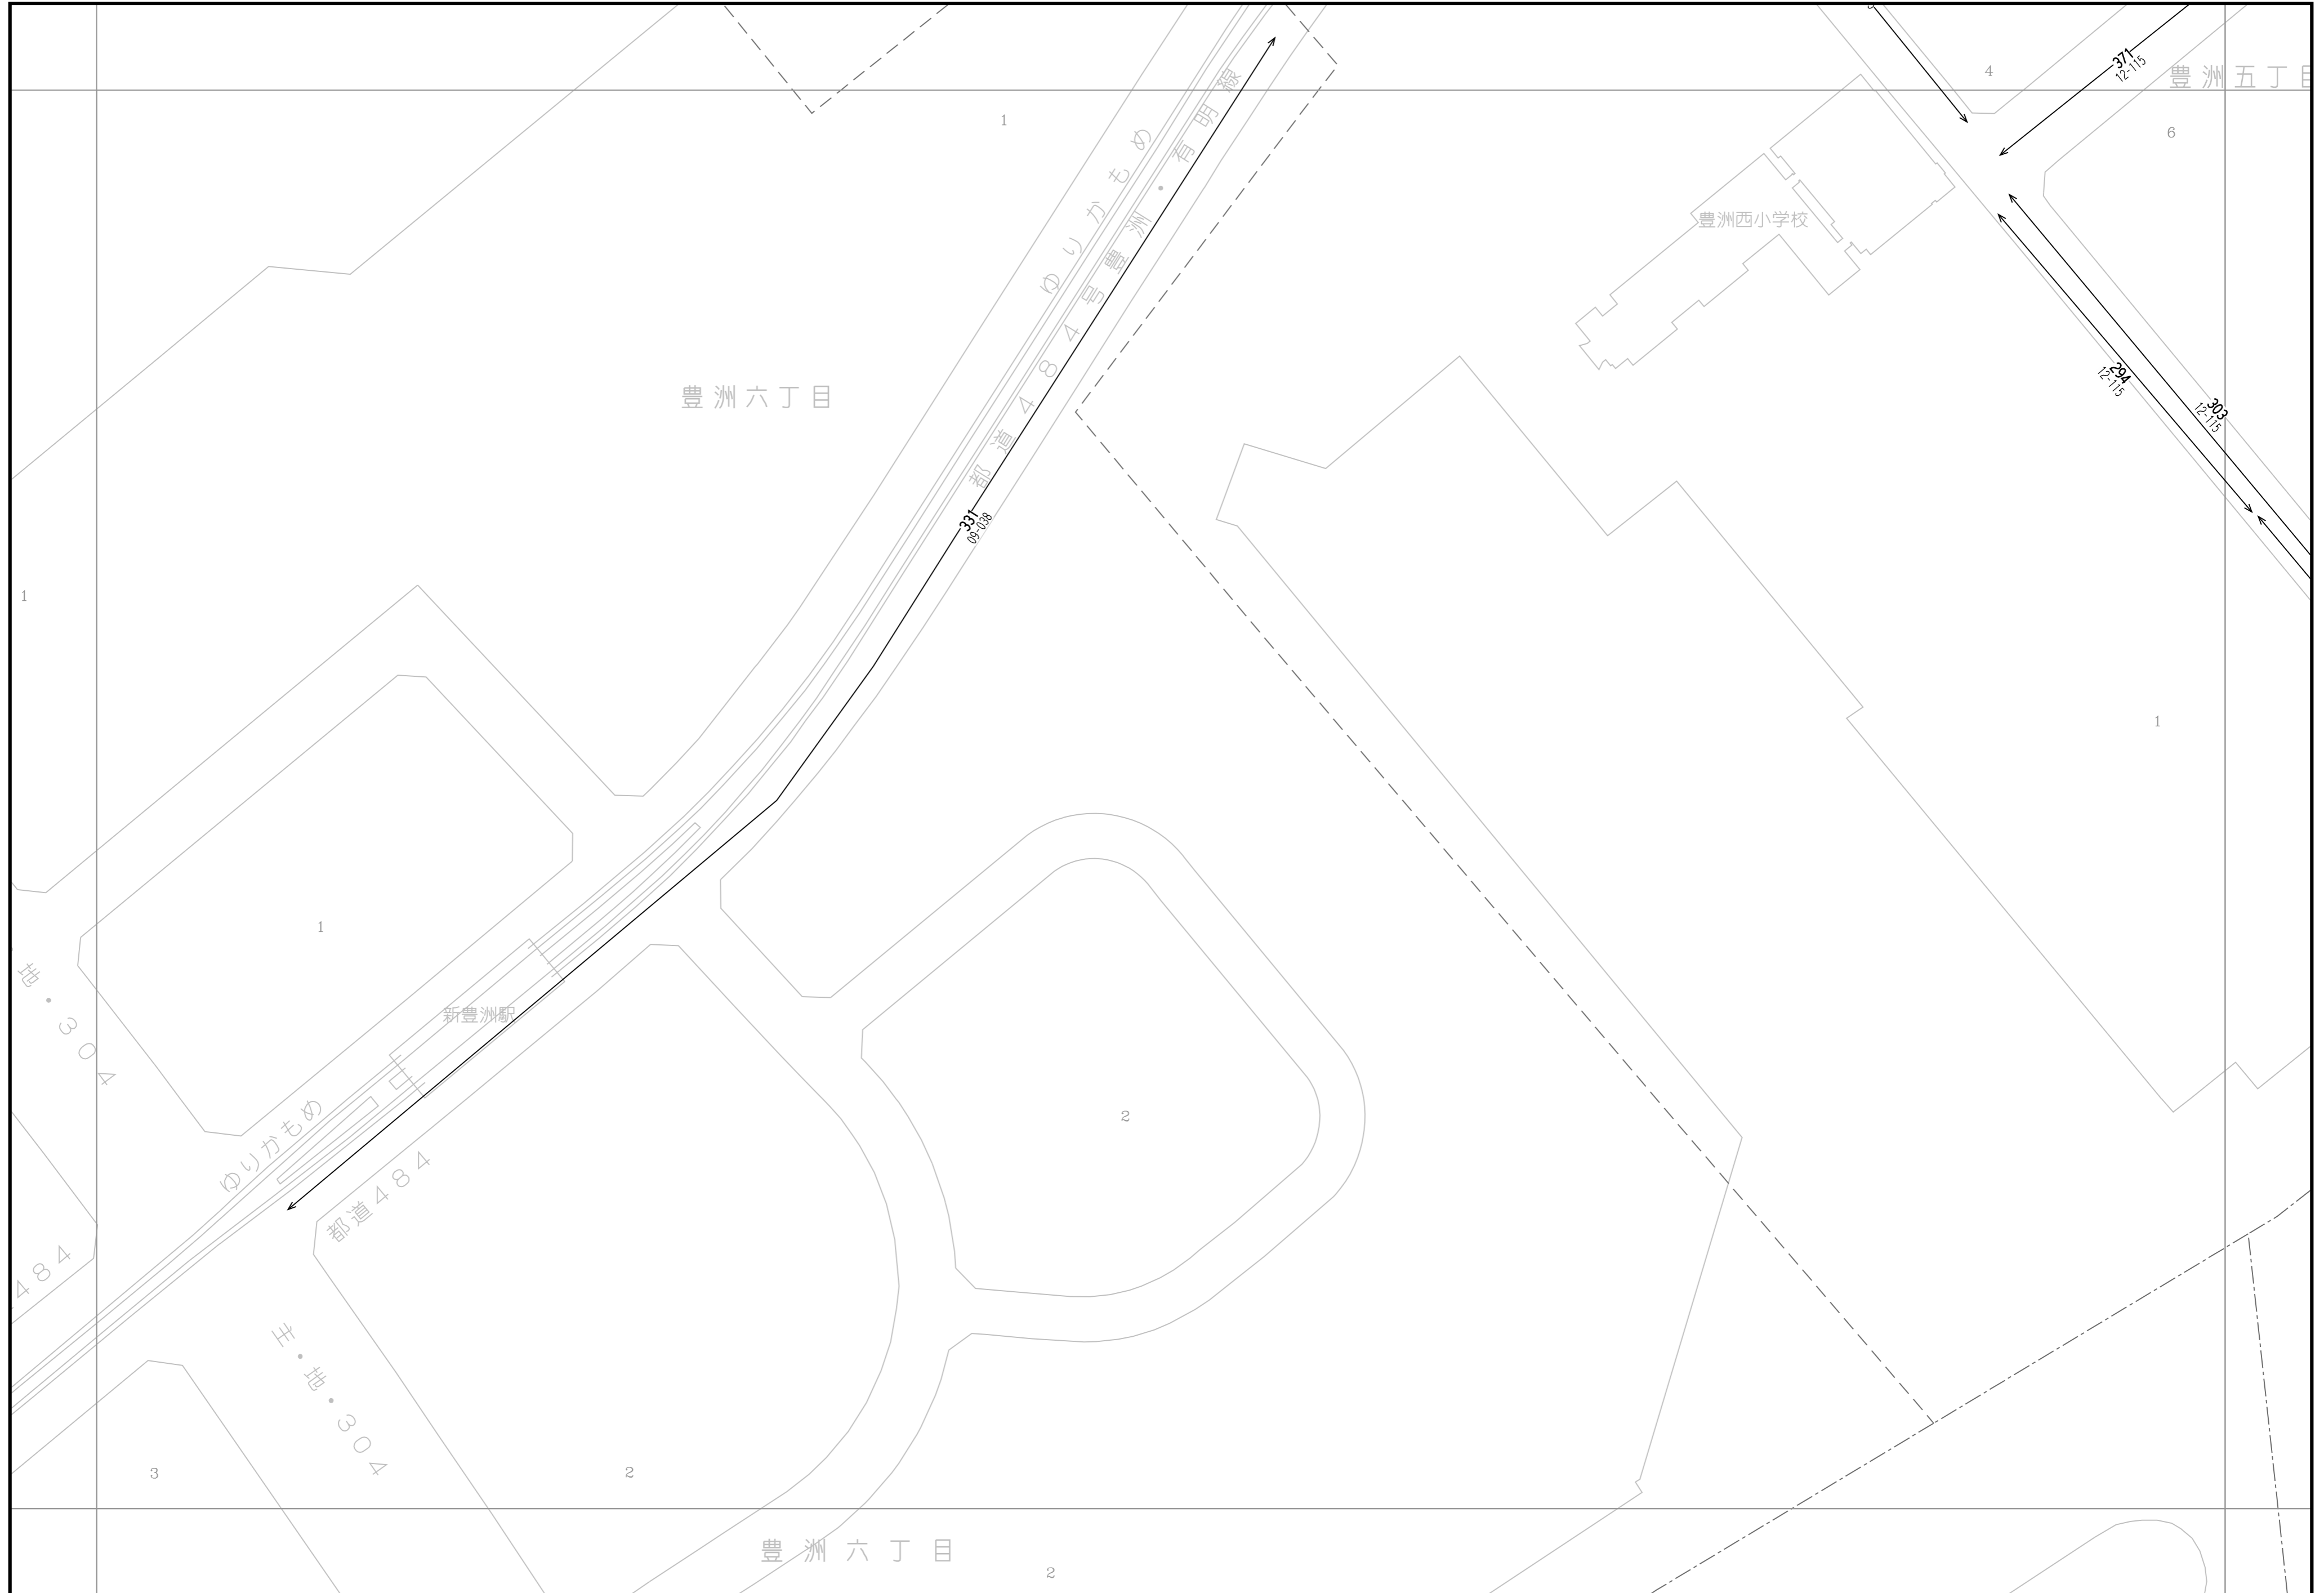 4
371
12-115
豊洲五丁目
6
1
ゆりかもめ
都道484号豊洲・有明線
豊洲西小学校
294
12-115
303
12-115
豊洲六丁目
331
09-038
1
1
1
地・304
新豊洲駅
2
ゆりかもめ
都道484
484
主・地・304
3
2
豊洲六丁目
2